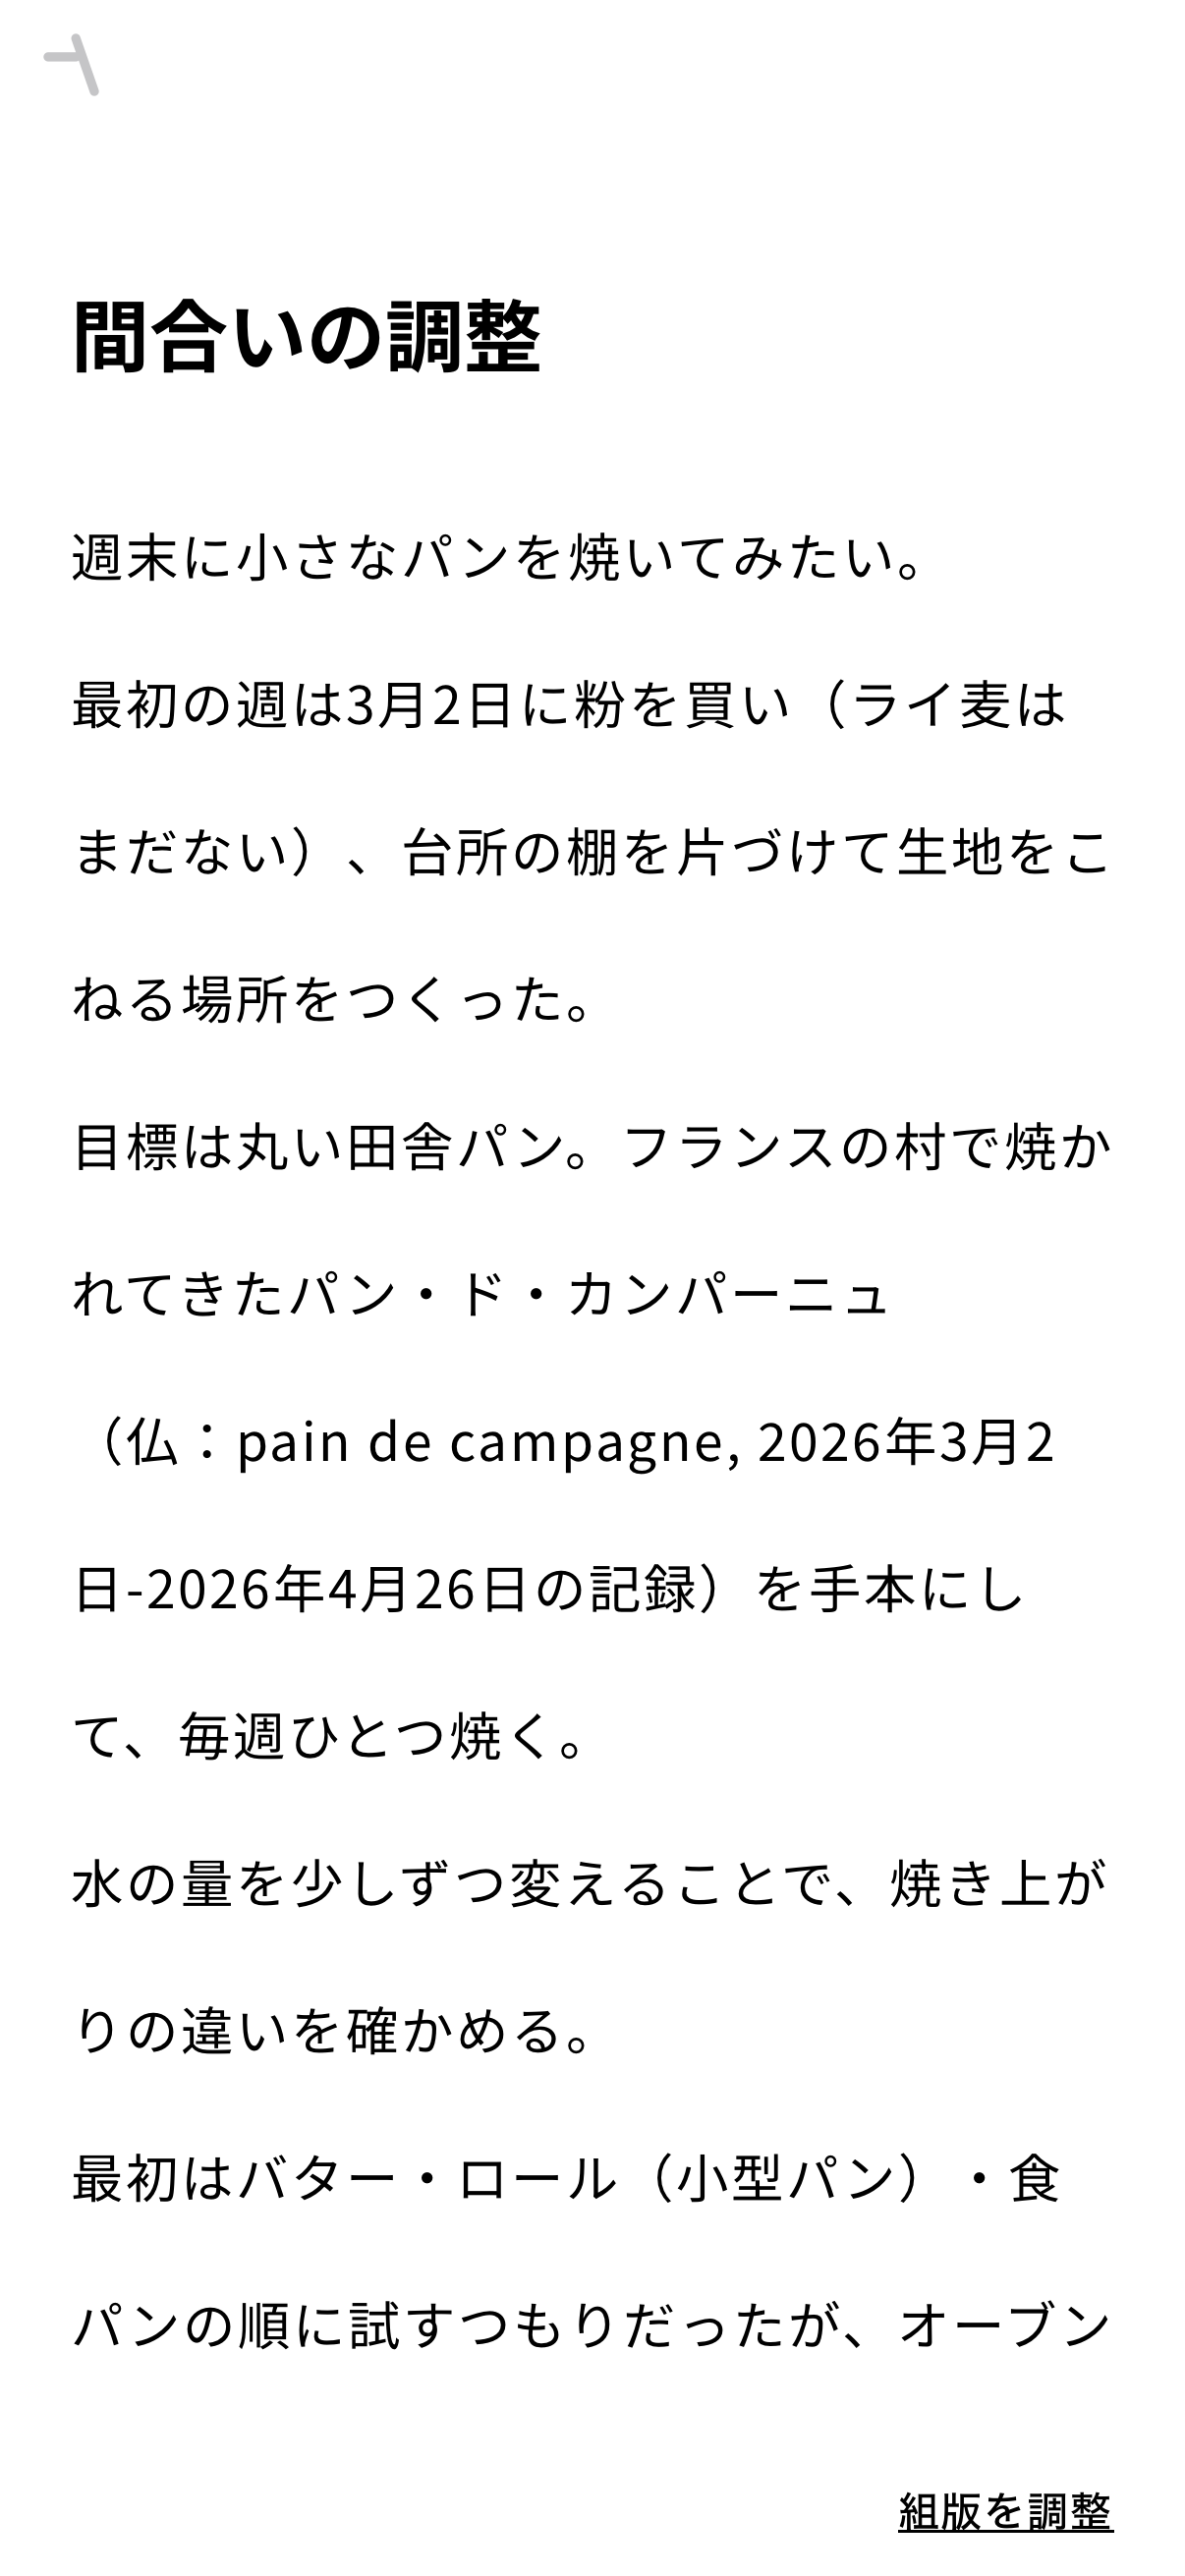 間合いの調整
週末に小さなパンを焼いてみたい。
最初の週は3月2日に粉を買い（ライ麦は
まだない）、台所の棚を片づけて生地をこ
ねる場所をつくった。
目標は丸い田舎パン。フランスの村で焼か
れてきたパン・ド・カンパーニュ
（仏：pain de campagne, 2026年3月2
日-2026年4月26日の記録）を手本にし
て、毎週ひとつ焼く。
水の量を少しずつ変えることで、焼き上が
りの違いを確かめる。
最初はバター・ロール（小型パン）・食
パンの順に試すつもりだったが、オーブン
組版を調整